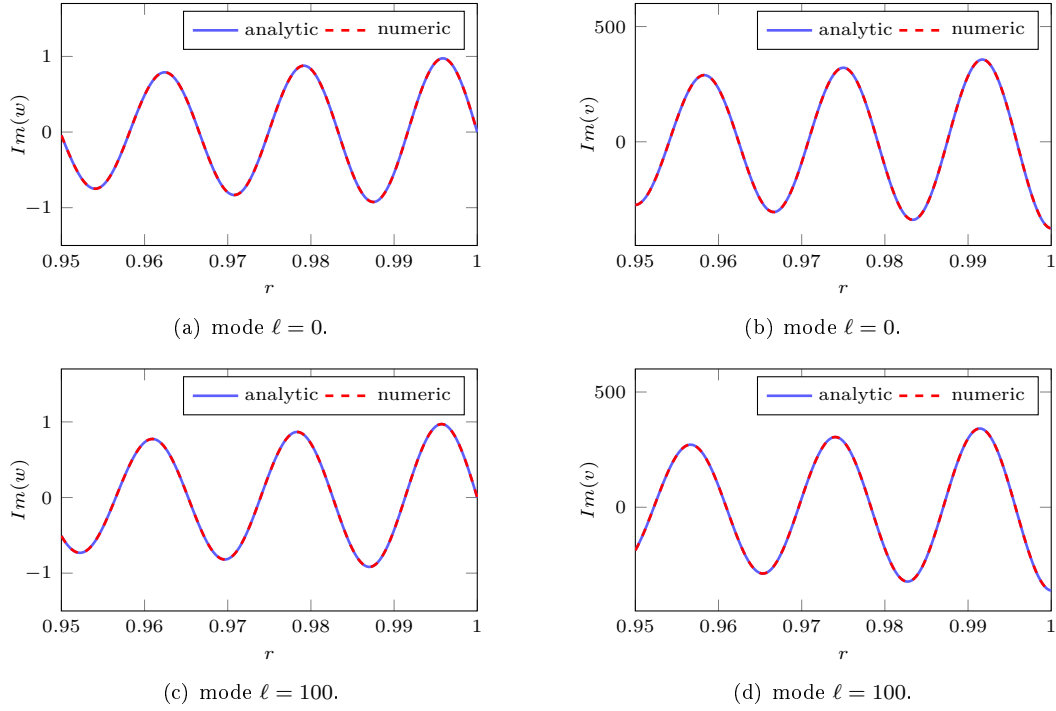 analytic numeric
1
0
−1
Im(w)
0.95 0.96 0.97 0.98 0.99 1
r
(a) mode ℓ = 0.
analytic numeric
500
0
Im(v)
0.95 0.96 0.97 0.98 0.99 1
r
(b) mode ℓ = 0.
analytic numeric
1
0
−1
Im(w)
0.95 0.96 0.97 0.98 0.99 1
r
(c) mode ℓ = 100.
analytic numeric
500
0
Im(v)
0.95 0.96 0.97 0.98 0.99 1
r
(d) mode ℓ = 100.